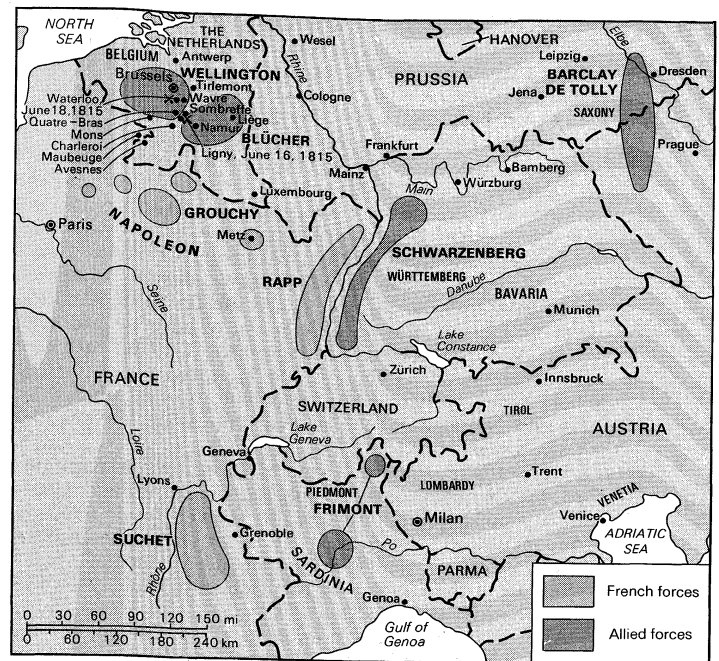 NORTH
SEA
THE
NETHERLANDS
BELGIUM
Antwerp
Brussels
WELLINGTON
Tirlemont
Waterloo,
June 18, 1815
Wavre
Sombreffe
Quatre-Bras
Liège
Mons
Namur
BLÜCHER
Charleroi
Ligny, June 16, 1815
Maubeuge
Avesnes
Wesel
Rhine
Cologne
PRUSSIA
HANOVER
Leipzig
Elbe
BARCLAY
DE TOLLY
Dresden
Jena
SAXONY
Prague
Frankfurt
Mainz
Main
Bamberg
Würzburg
Luxembourg
GROUCHY
NAPOLEON
Paris
Metz
RAPP
SCHWARZENBERG
WÜRTTEMBERG
Danube
BAVARIA
Munich
Seine
Lake
Constance
Zürich
Innsbruck
FRANCE
SWITZERLAND
TIROL
AUSTRIA
Loire
Lake
Geneva
Geneva
Lyons
PIEDMONT
LOMBARDY
Trent
FRIMONT
VENETIA
Milan
Venice
ADRIATIC
SEA
SUCHET
Grenoble
SARDINIA
Po
PARMA
Rhône
Genoa
Gulf of
Genoa
0 30 60 90 120 150 mi
0 60 120 180 240 km
French forces
Allied forces